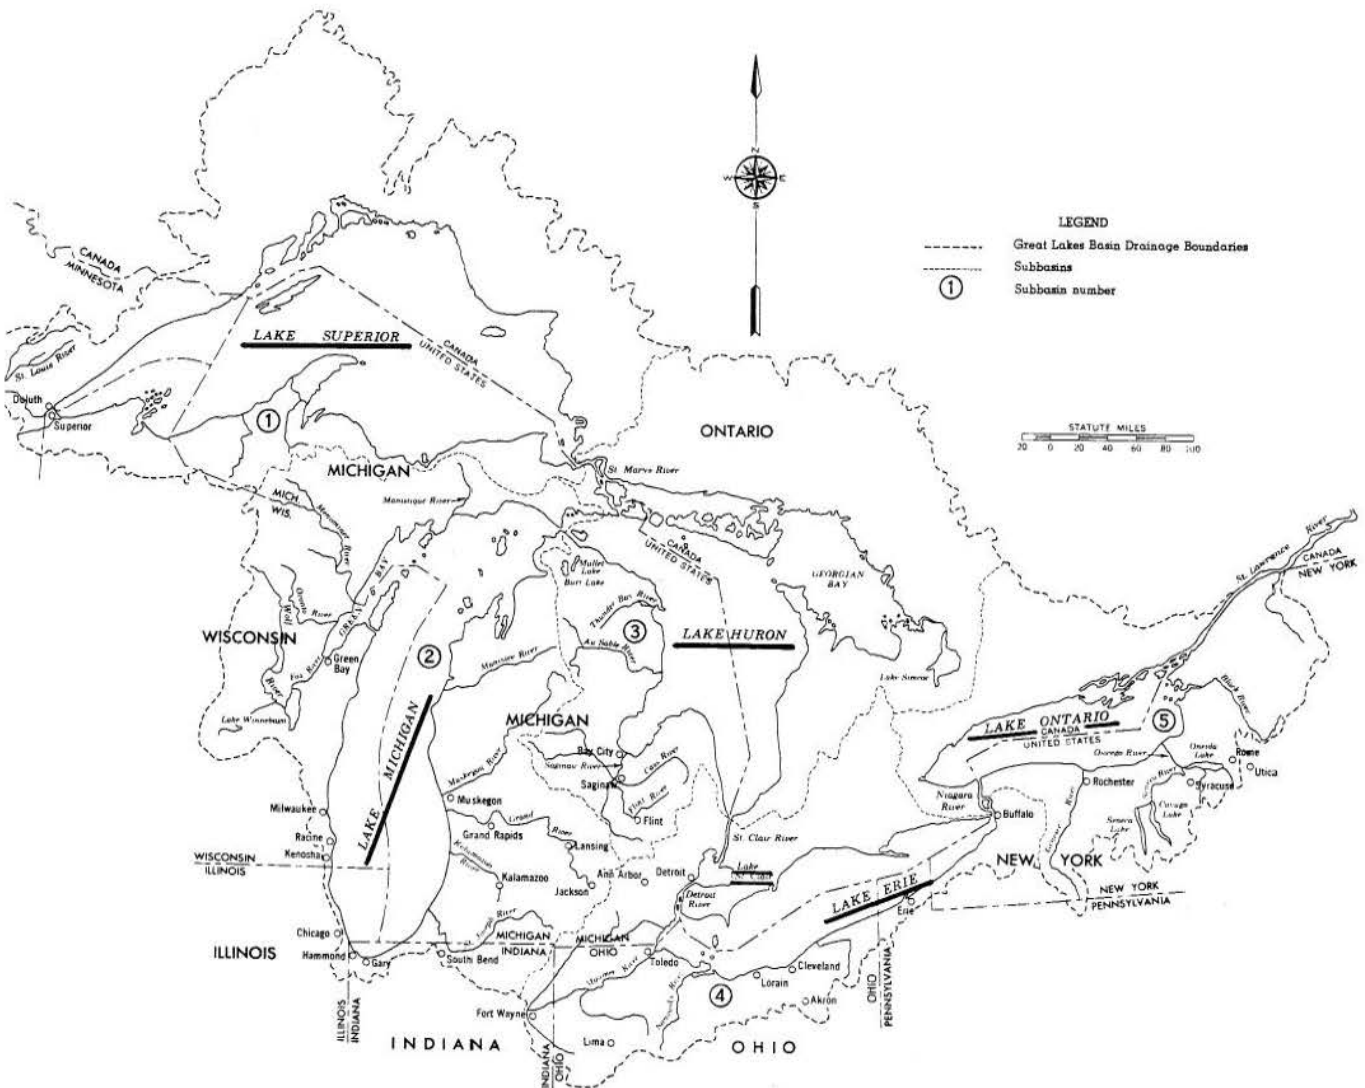 N
W
E
S
LEGEND
Great Lakes Basin Drainage Boundaries
Subbasins
1
Subbasin number
CANADA
MINNESOTA
LAKE SUPERIOR
CANADA
UNITED STATES
St. Louis River
Duluth
Superior
1
ONTARIO
STATUTE MILES
20 0 20 40 60 80 100
MICHIGAN
St Marys River
Manistique River
MICH.
WIS.
Menominee River
CANADA
UNITED STATES
GEORGIAN
BAY
St. Lawrence River
CANADA
NEW YORK
Mullet
Lake
Burt Lake
Thunder Bay River
GREEN BAY
Oconto River
Wolf
River
WISCONSIN
Fox River
Green
Bay
2
3
LAKE HURON
Au Sable River
Manistee River
Lake Simcoe
Lake Winnebago
Black River
LAKE MICHIGAN
MICHIGAN
LAKE ONTARIO
CANADA
UNITED STATES
5
Oswego River
Oneida
Lake
Rome
Utica
Bay City
Saginaw River
Cass River
Saginaw
Flint River
Flint
Muskegon River
Muskegon
Rochester
Syracuse
Niagara
River
Buffalo
Genesee River
Seneca
Lake
Cayuga
Lake
Milwaukee
Racine
Kenosha
WISCONSIN
ILLINOIS
Grand Rapids
Grand
River
Lansing
Kalamazoo
River
Kalamazoo
Jackson
Ann Arbor
Detroit
St Clair River
Lake
St. Clair
Detroit
River
NEW YORK
NEW YORK
PENNSYLVANIA
LAKE ERIE
Erie
Chicago
Hammond
Gary
ILLINOIS
South Bend
MICHIGAN
INDIANA
MICHIGAN
OHIO
Toledo
Maumee River
Cleveland
Lorain
Akron
4
OHIO
PENNSYLVANIA
Fort Wayne
Lima
ILLINOIS
INDIANA
INDIANA
INDIANA
OHIO
OHIO